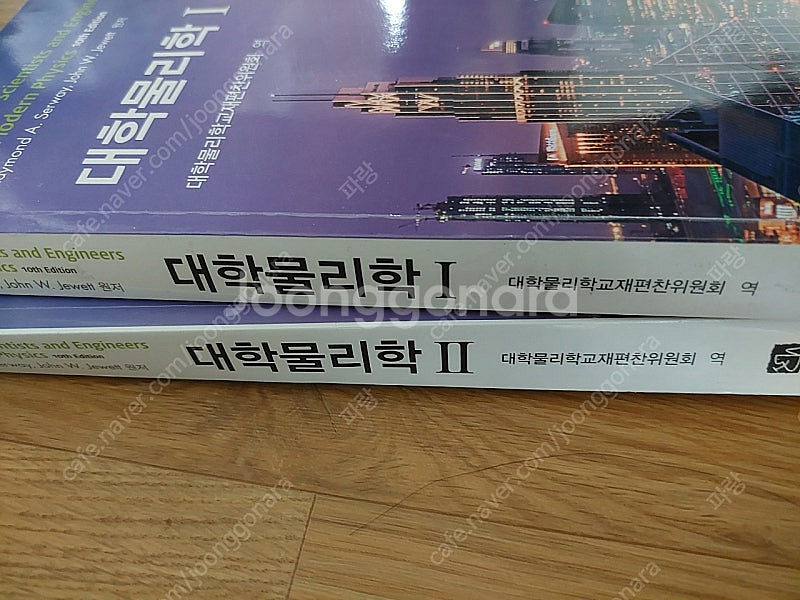 scientists and Engineers
Modern Physics 10th Edition
Raymond A. Serway, John W. Jewett 원저
대학물리학 I
대학물리학교재편찬위원회 역
ts and Engineers
ics 10th Edition
, John W. Jewett 원저
대학물리학 I
대학물리학교재편찬위원회 역
Joonggonara
ntists and Engineers
Physics 10th Edition
erway, John W. Jewett 원저
대학물리학 II
대학물리학교재편찬위원회 역
cafe.naver.com/joonggonara
파랑